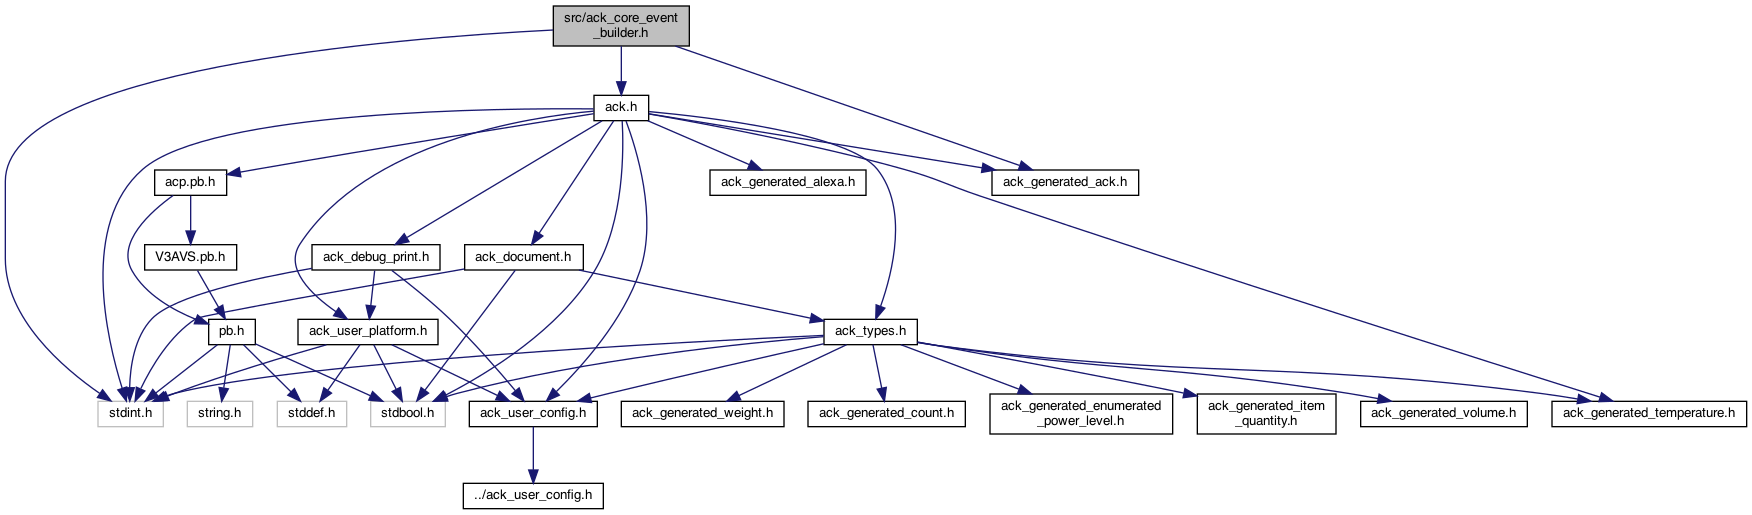 src/ack_core_event
_builder.h
ack.h
acp.pb.h
ack_generated_alexa.h
ack_generated_ack.h
V3AVS.pb.h
ack_debug_print.h
ack_document.h
pb.h
ack_user_platform.h
ack_types.h
stdint.h
string.h
stddef.h
stdbool.h
ack_user_config.h
ack_generated_weight.h
ack_generated_count.h
ack_generated_enumerated
_power_level.h
ack_generated_item
_quantity.h
ack_generated_volume.h
ack_generated_temperature.h
../ack_user_config.h